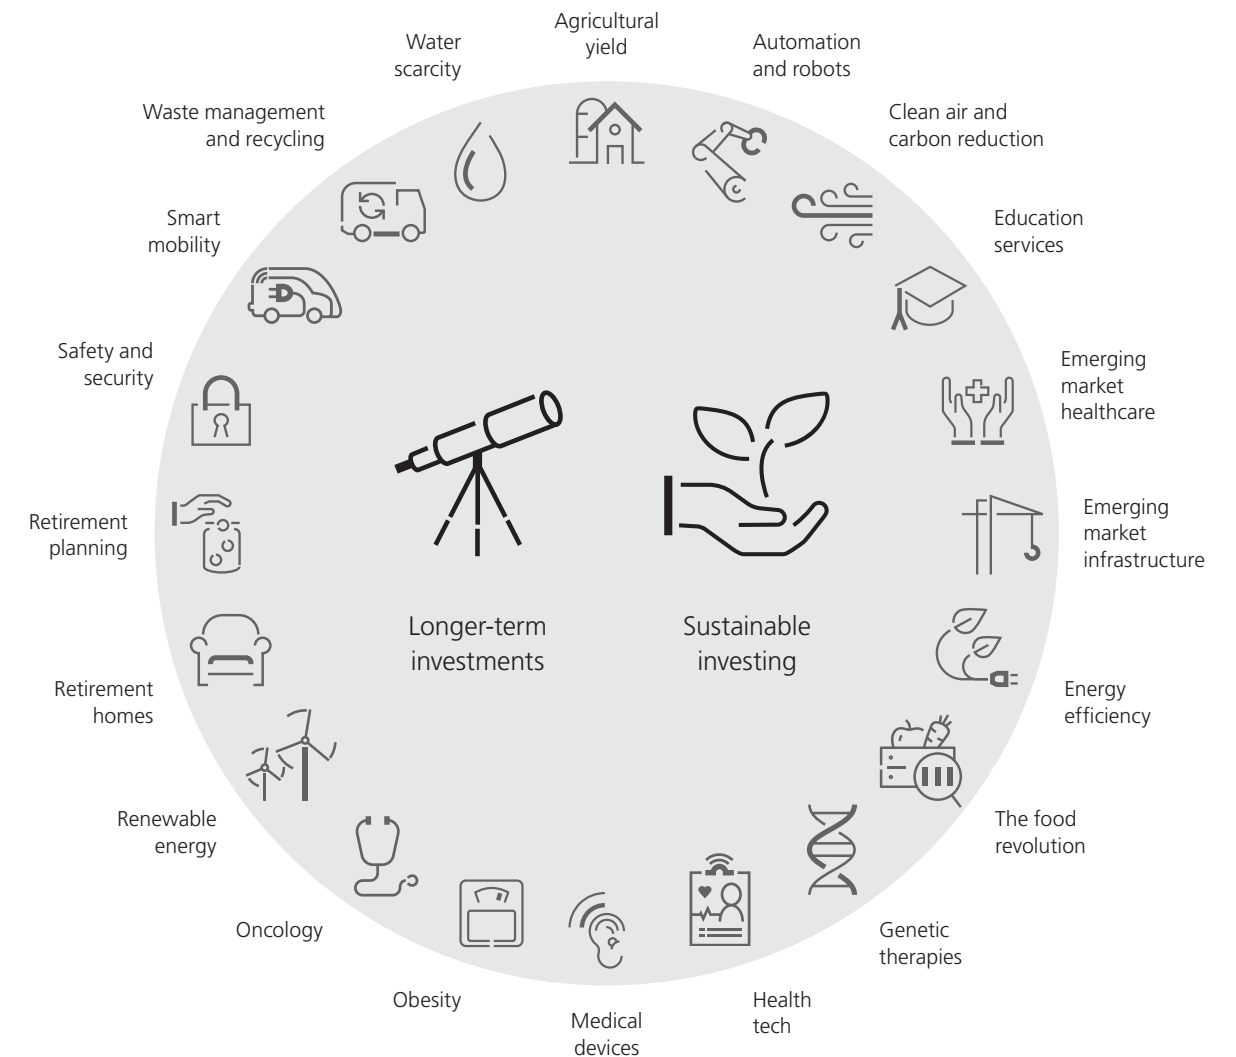 Agricultural
yield
Automation
and robots
Clean air and
carbon reduction
Education
services
Emerging
market
healthcare
Emerging
market
infrastructure
Energy
efficiency
The food
revolution
Genetic
therapies
Health
tech
Medical
devices
Obesity
Oncology
Renewable
energy
Retirement
homes
Retirement
planning
Safety and
security
Smart
mobility
Waste management
and recycling
Water
scarcity
Longer-term
investments
Sustainable
investing